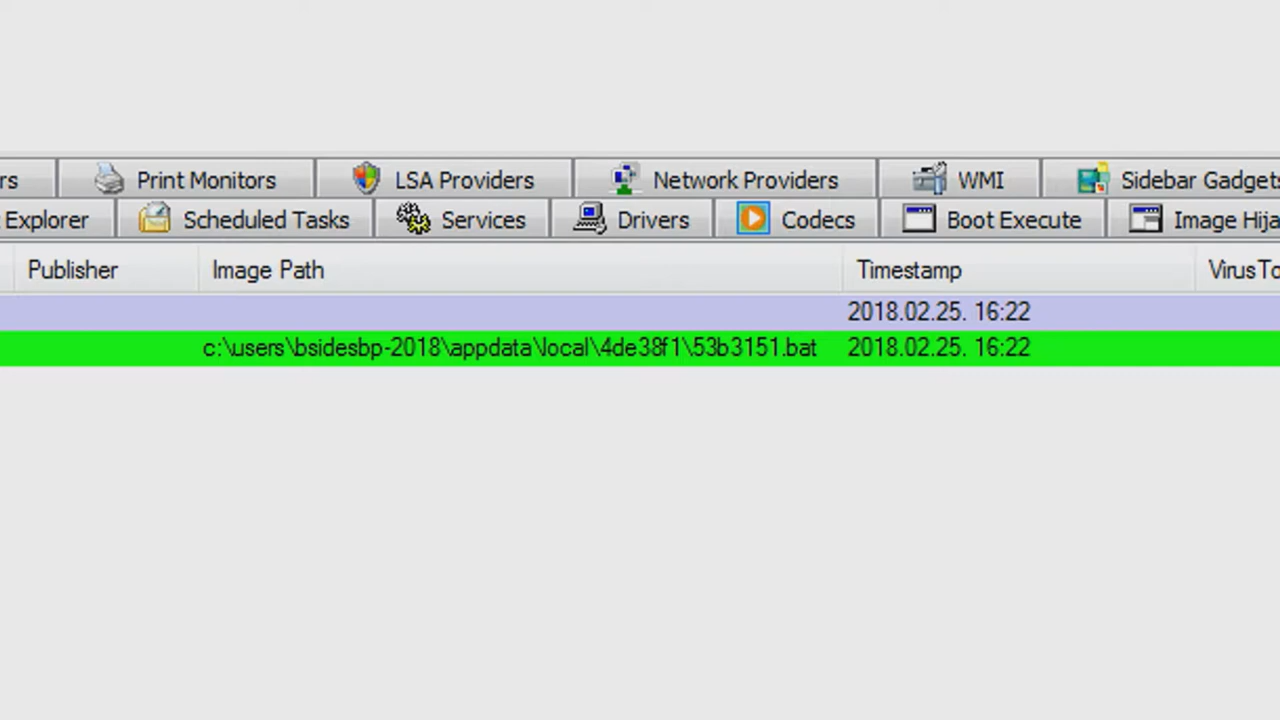 rs Print Monitors LSA Providers Network Providers WMI Sidebar Gadgets
Explorer Scheduled Tasks Services Drivers Codecs Boot Execute Image Hija
Publisher Image Path Timestamp VirusTo
2018.02.25. 16:22
c:\users\bsidesbp-2018\appdata\local\4de38f1\53b3151.bat 2018.02.25. 16:22